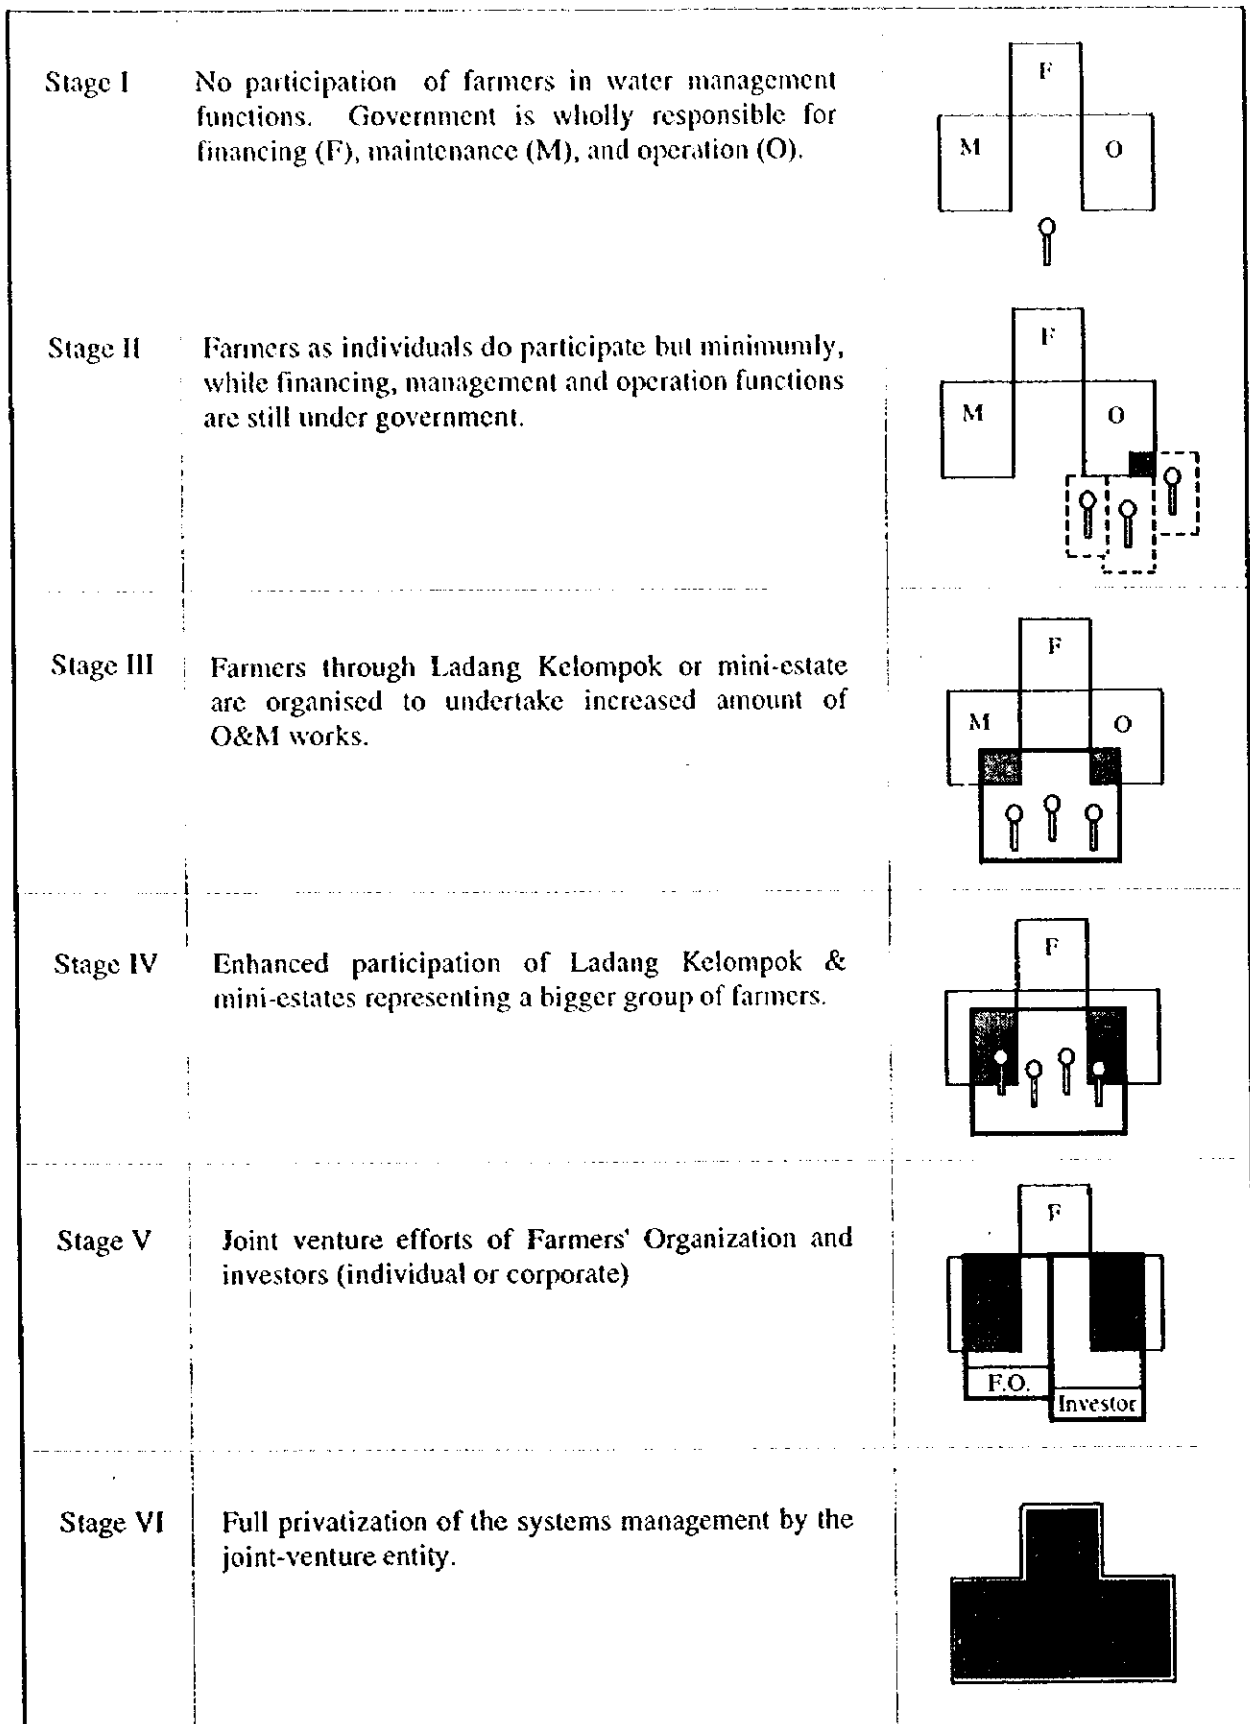 Stage I
No participation of farmers in water management
functions. Government is wholly responsible for
financing (F), maintenance (M), and operation (O).
F
M
O
Stage II
Farmers as individuals do participate but minimumly,
while financing, management and operation functions
are still under government.
F
M
O
Stage III
Farmers through Ladang Kelompok or mini-estate
are organised to undertake increased amount of
O&M works.
F
M
O
Stage IV
Enhanced participation of Ladang Kelompok &
mini-estates representing a bigger group of farmers.
F
Stage V
Joint venture efforts of Farmers' Organization and
investors (individual or corporate)
F
F.O.
Investor
Stage VI
Full privatization of the systems management by the
joint-venture entity.